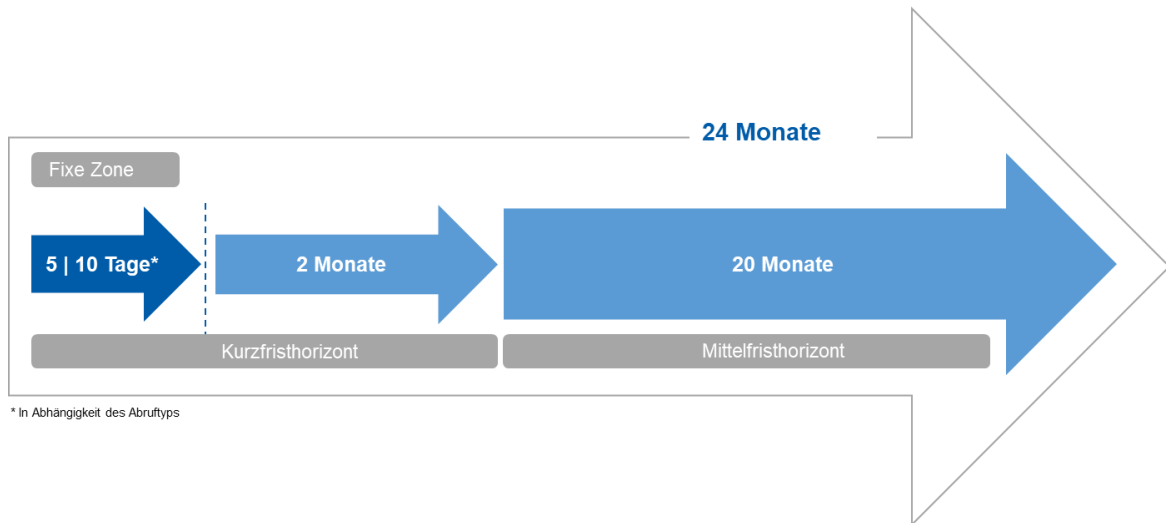 24 Monate
Fixe Zone
5 | 10 Tage*
2 Monate
20 Monate
Kurzfristhorizont
Mittelfristhorizont
* In Abhängigkeit des Abruftyps